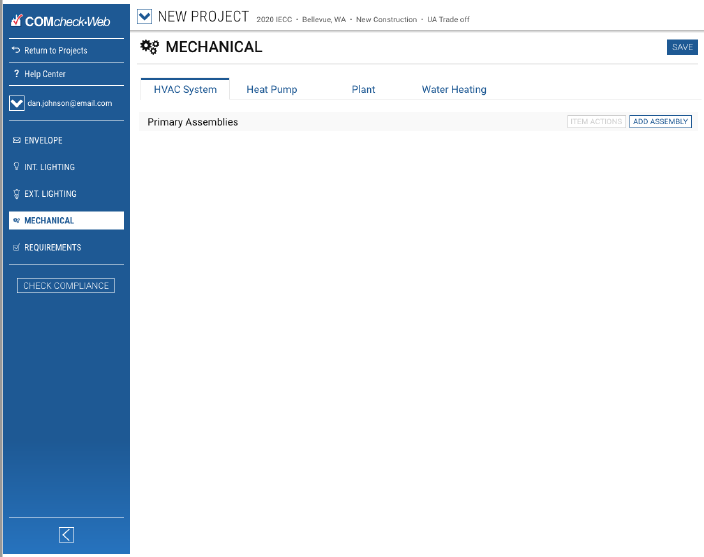 COMcheck-Web
Return to Projects
? Help Center
dan.johnson@email.com
ENVELOPE
INT. LIGHTING
EXT. LIGHTING
MECHANICAL
REQUIREMENTS
CHECK COMPLIANCE
NEW PROJECT 2020 IECC • Bellevue, WA • New Construction • UA Trade off
MECHANICAL
SAVE
HVAC System Heat Pump Plant Water Heating
Primary Assemblies
ITEM ACTIONS ADD ASSEMBLY